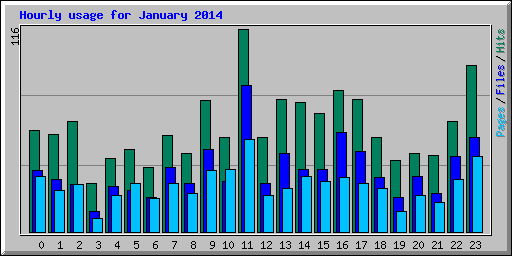 Hourly usage for January 2014
116
Pages / Files / Hits
0 1 2 3 4 5 6 7 8 9 10 11 12 13 14 15 16 17 18 19 20 21 22 23